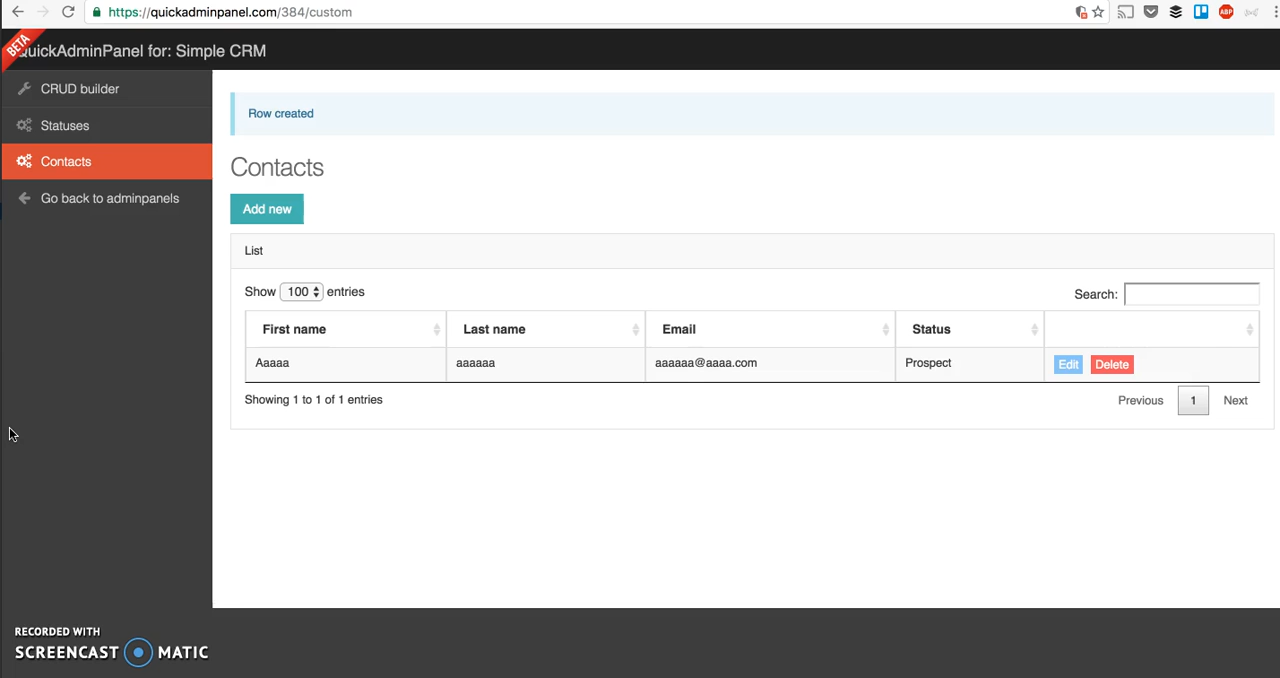 https://quickadminpanel.com/384/custom
ABP
BETA
QuickAdminPanel for: Simple CRM
CRUD builder
Statuses
Contacts
Go back to adminpanels
Row created
Contacts
Add new
List
Show 100 entries
Search:
First name Last name Email Status
Aaaaa aaaaaa aaaaaa@aaaa.com Prospect Edit Delete
Showing 1 to 1 of 1 entries
Previous 1 Next
RECORDED WITH
SCREENCAST MATIC